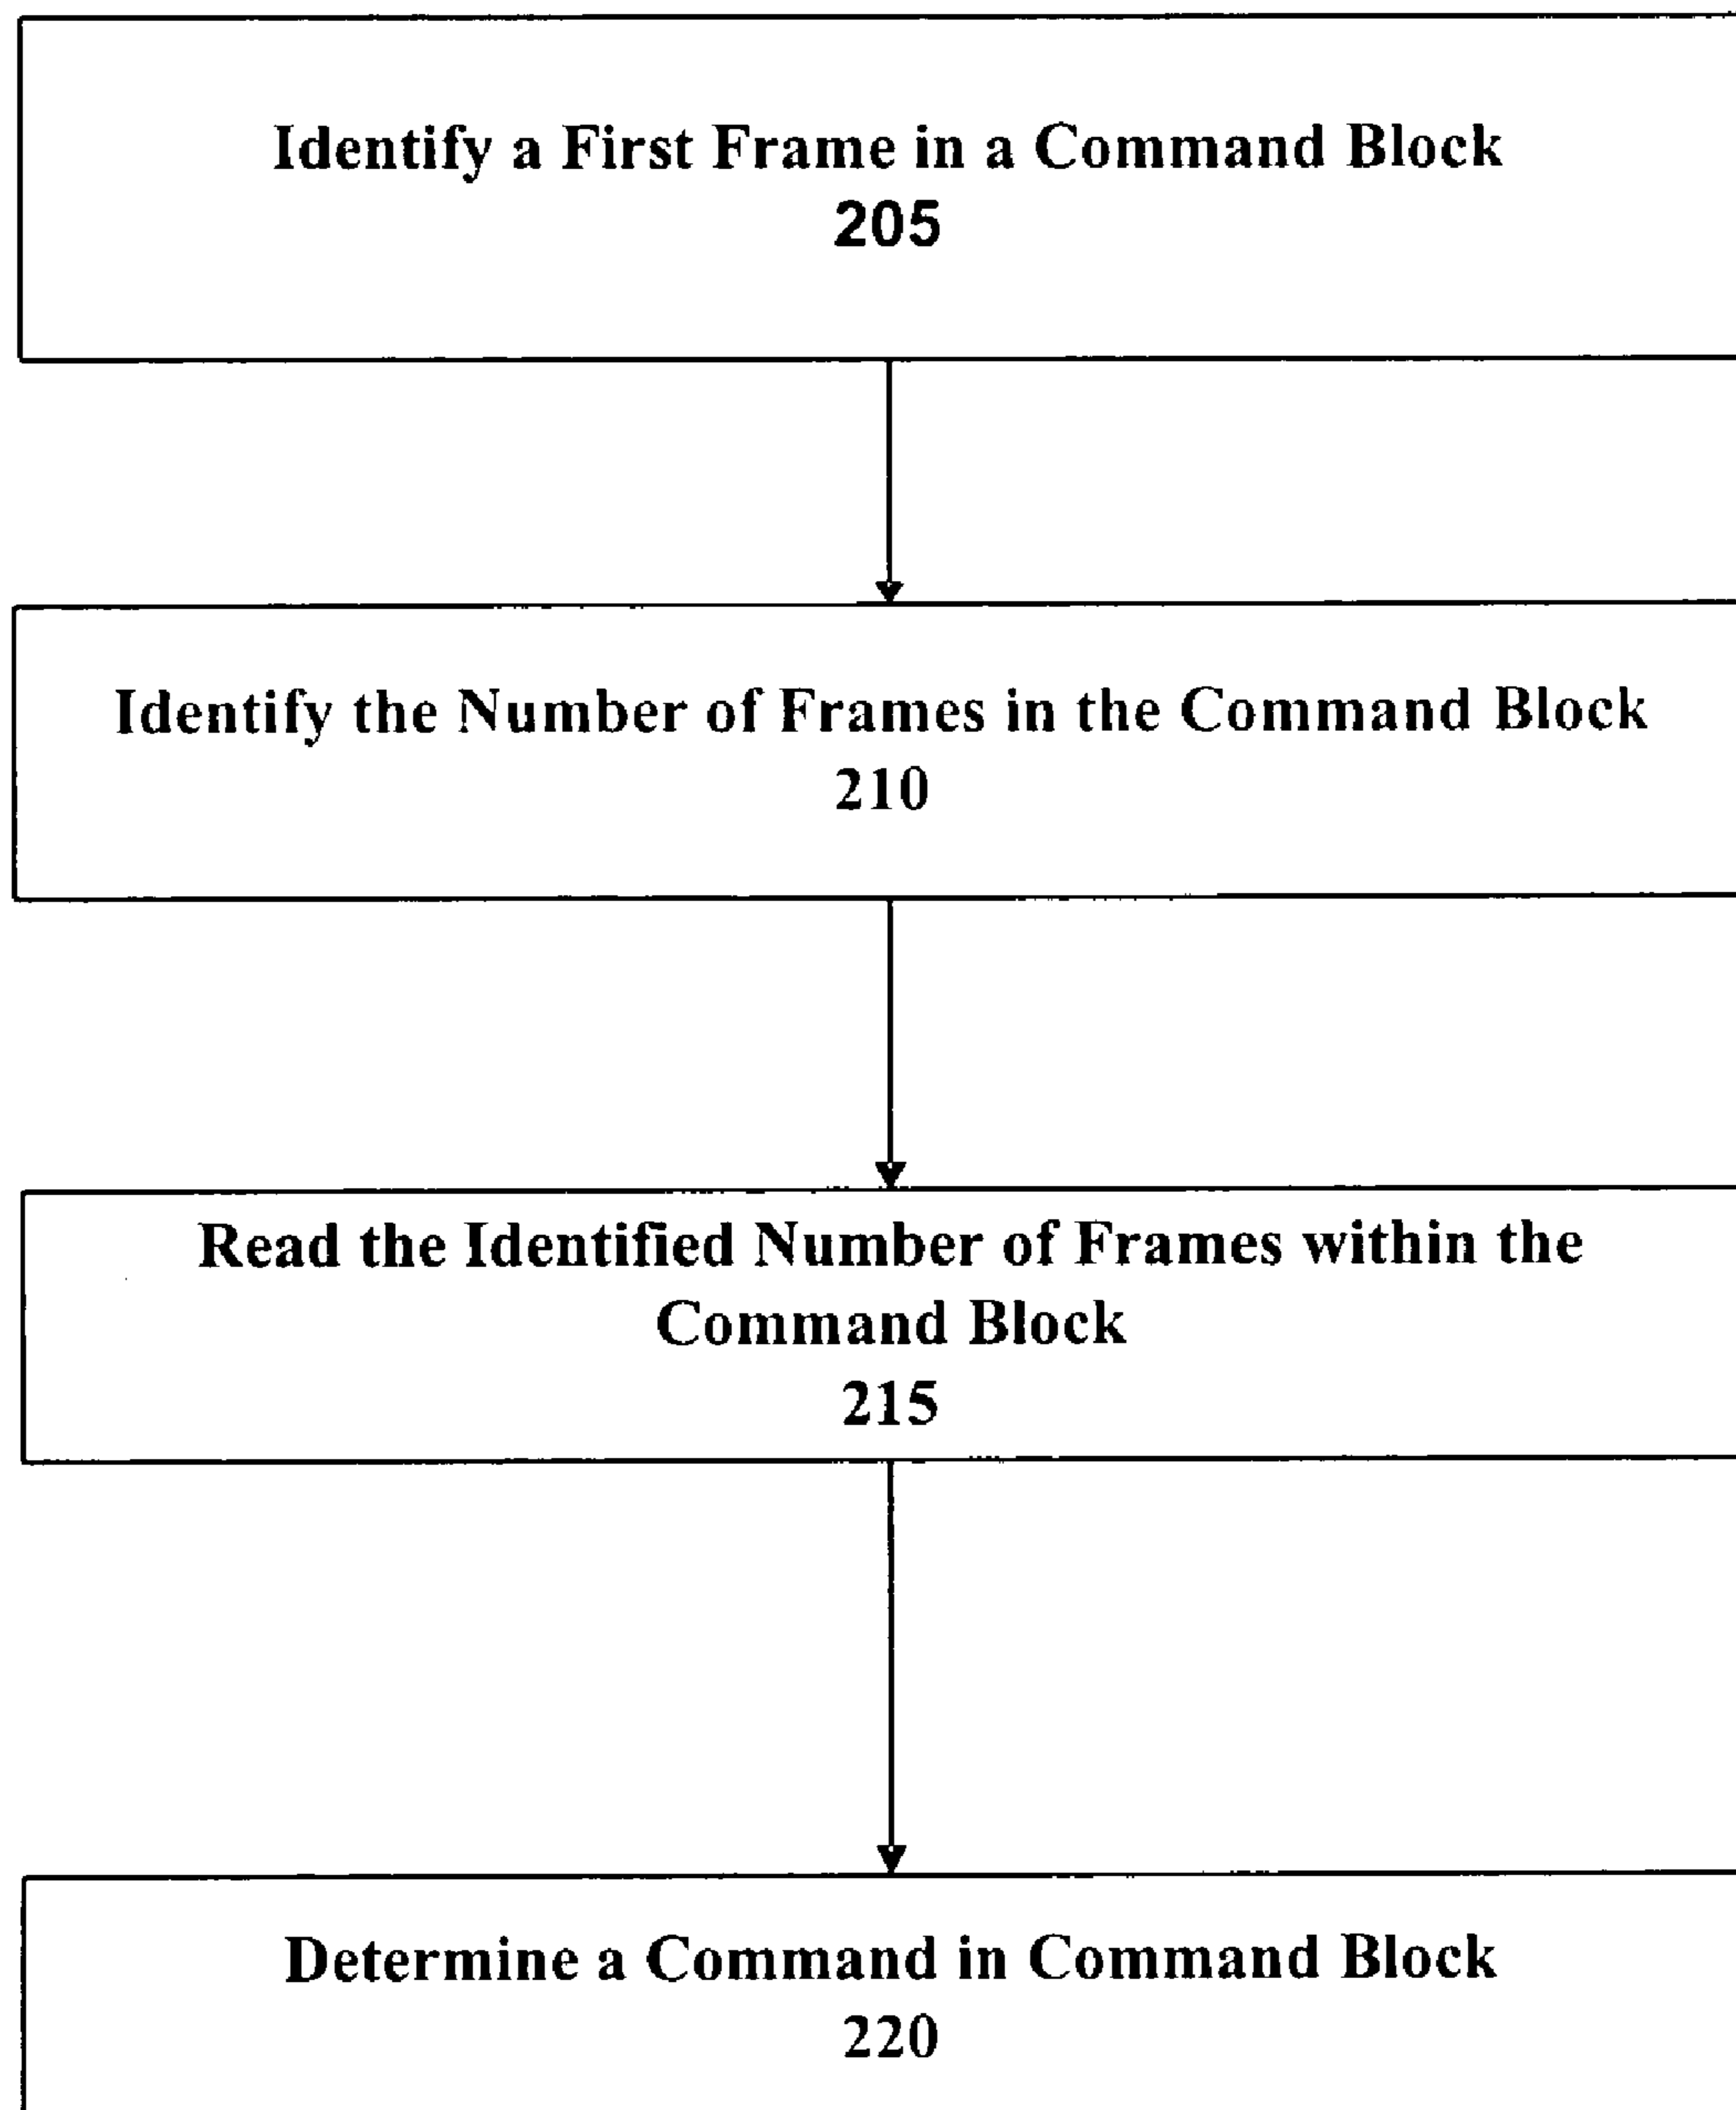 Identify a First Frame in a Command Block
205
Identify the Number of Frames in the Command Block
210
Read the Identified Number of Frames within the
Command Block
215
Determine a Command in Command Block
220